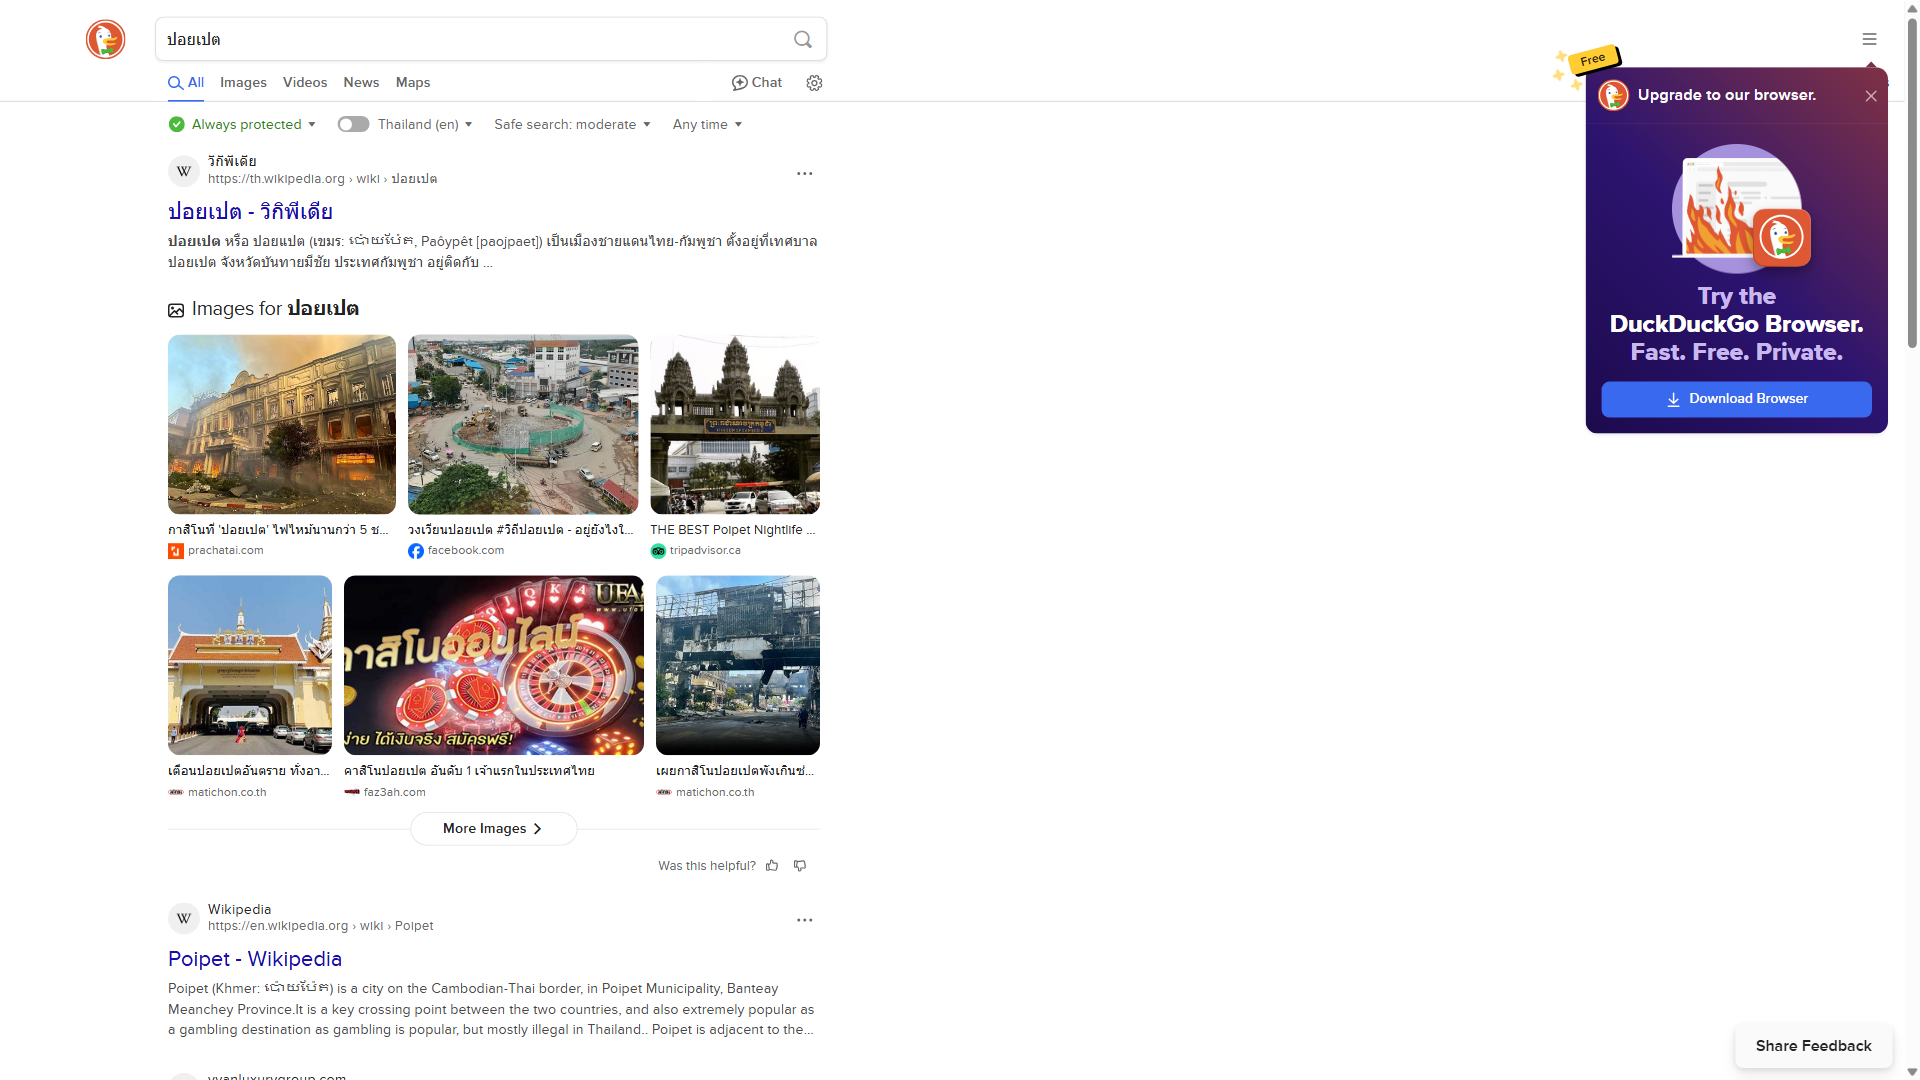 ปอยเปต
All
Images
Videos
News
Maps
Chat
Always protected
Thailand (en)
Safe search: moderate
Any time
Free
Upgrade to our browser.
Try the
DuckDuckGo Browser.
Fast. Free. Private.
Download Browser
W
วิกิพีเดีย
https://th.wikipedia.org › wiki › ปอยเปต
ปอยเปต - วิกิพีเดีย
ปอยเปต หรือ ปอยแปต (เขมร: ប៉ោយប៉ែត, Paôypêt [paojpaet]) เป็นเมืองชายแดนไทย-กัมพูชา ตั้งอยู่ที่เทศบาล
ปอยเปต จังหวัดบันทายมีชัย ประเทศกัมพูชา อยู่ติดกับ ...
Images for ปอยเปต
กาสิโนที่ 'ปอยเปต' ไฟไหม้นานกว่า 5 ช...
prachatai.com
วงเวียนปอยเปต #วิถีปอยเปต - อยู่ยังไงใ...
facebook.com
THE BEST Poipet Nightlife ...
tripadvisor.ca
UFA
คาสิโนออนไลน์
ง่าย ได้เงินจริง สมัครฟรี!
เตือนปอยเปตอันตราย ทั้งอา...
matichon.co.th
คาสิโนปอยเปต อันดับ 1 เจ้าแรกในประเทศไทย
faz3ah.com
เผยกาสิโนปอยเปตพังเกินซ่...
matichon.co.th
More Images
Was this helpful?
W
Wikipedia
https://en.wikipedia.org › wiki › Poipet
Poipet - Wikipedia
Poipet (Khmer: ប៉ោយប៉ែត) is a city on the Cambodian-Thai border, in Poipet Municipality, Banteay
Meanchey Province.It is a key crossing point between the two countries, and also extremely popular as
a gambling destination as gambling is popular, but mostly illegal in Thailand.. Poipet is adjacent to the...
Share Feedback